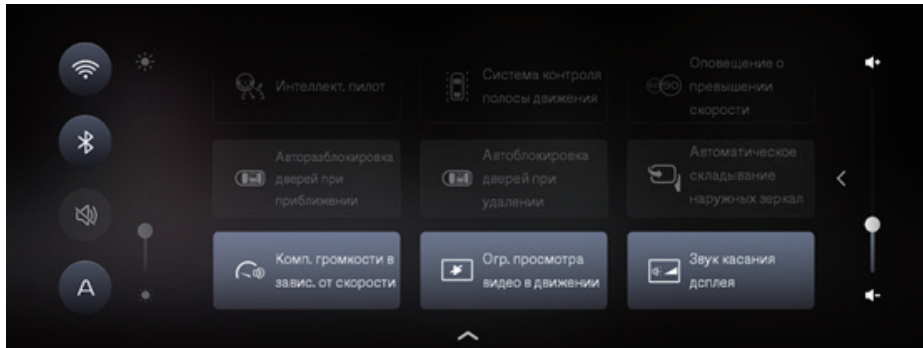 Интеллект. пилот
Система контроля
полосы движения
90
Оповещение о
превышении
скорости
Авторазблокировка
дверей при
приближении
Автоблокировка
дверей при
удалении
Автоматическое
складывание
наружных зеркал
A
Комп. громкости в
завис. от скорости
Огр. просмотра
видео в движении
Звук касания
дсплея